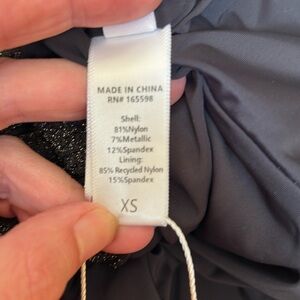 MADE IN CHINA
RN# 165598
Shell:
81%Nylon
7%Metallic
12%Spandex
Lining:
85% Recycled Nylon
15%Spandex
XS